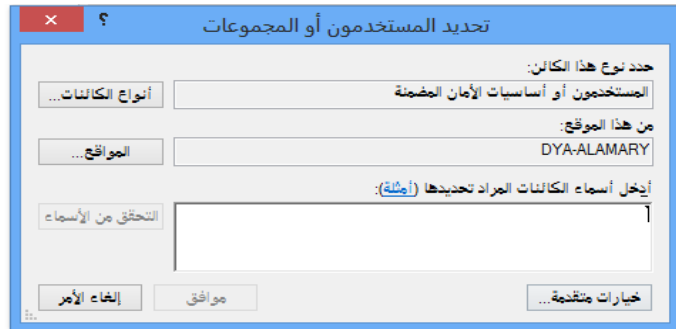 تحديد المستخدمون أو المجموعات
؟
×
حدد نوع هذا الكائن:
المستخدمون أو أساسيات الأمان المضمنة
أنواع الكائنات...
من هذا الموقع:
DYA-ALAMARY
المواقع...
أدخل أسماء الكائنات المراد تحديدها (أمثلة):
التحقق من الأسماء
خيارات متقدمة...
موافق
إلغاء الأمر